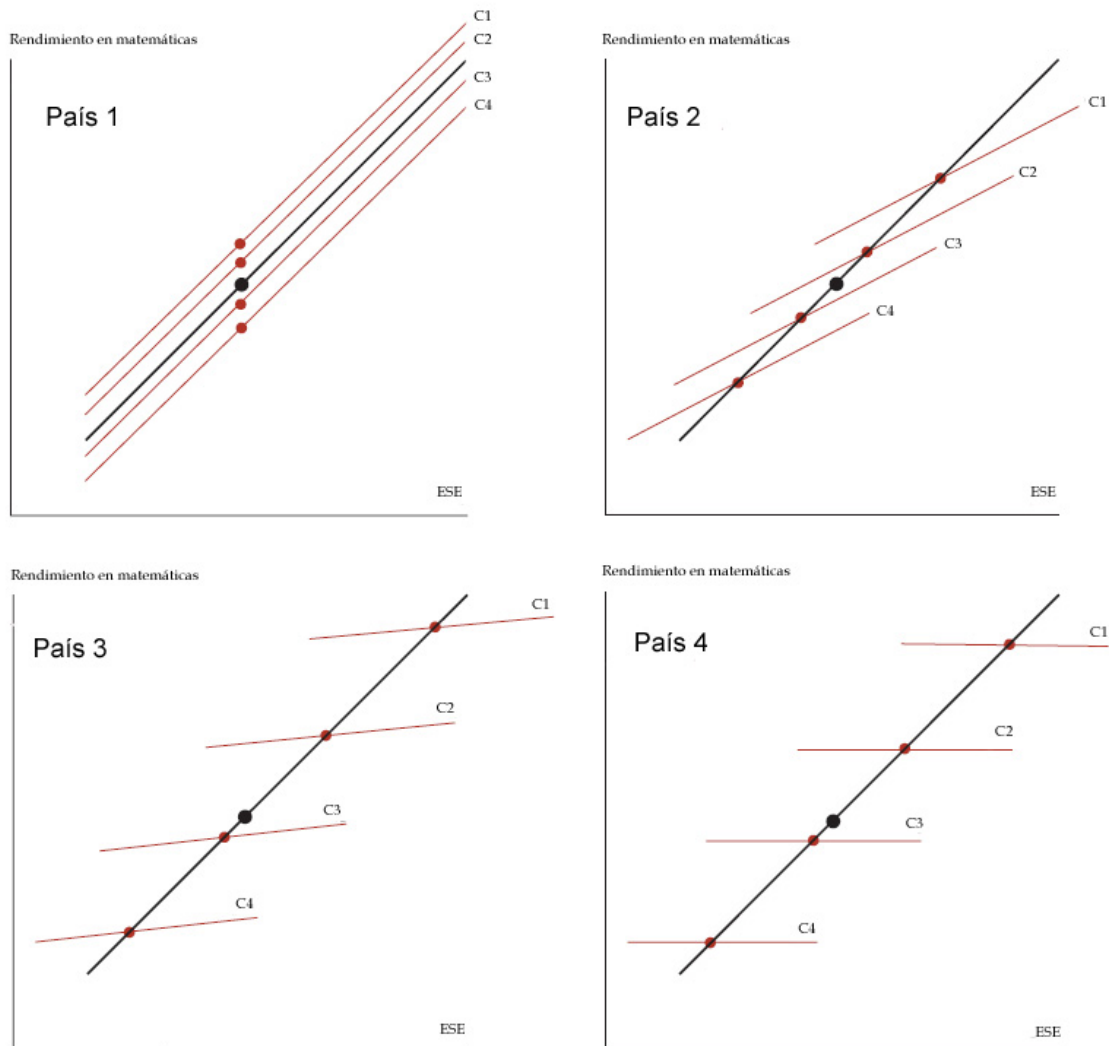 Rendimiento en matemáticas
País 1
C1
C2
C3
C4
ESE
Rendimiento en matemáticas
País 2
C1
C2
C3
C4
ESE
Rendimiento en matemáticas
País 3
C1
C2
C3
C4
ESE
Rendimiento en matemáticas
País 4
C1
C2
C3
C4
ESE